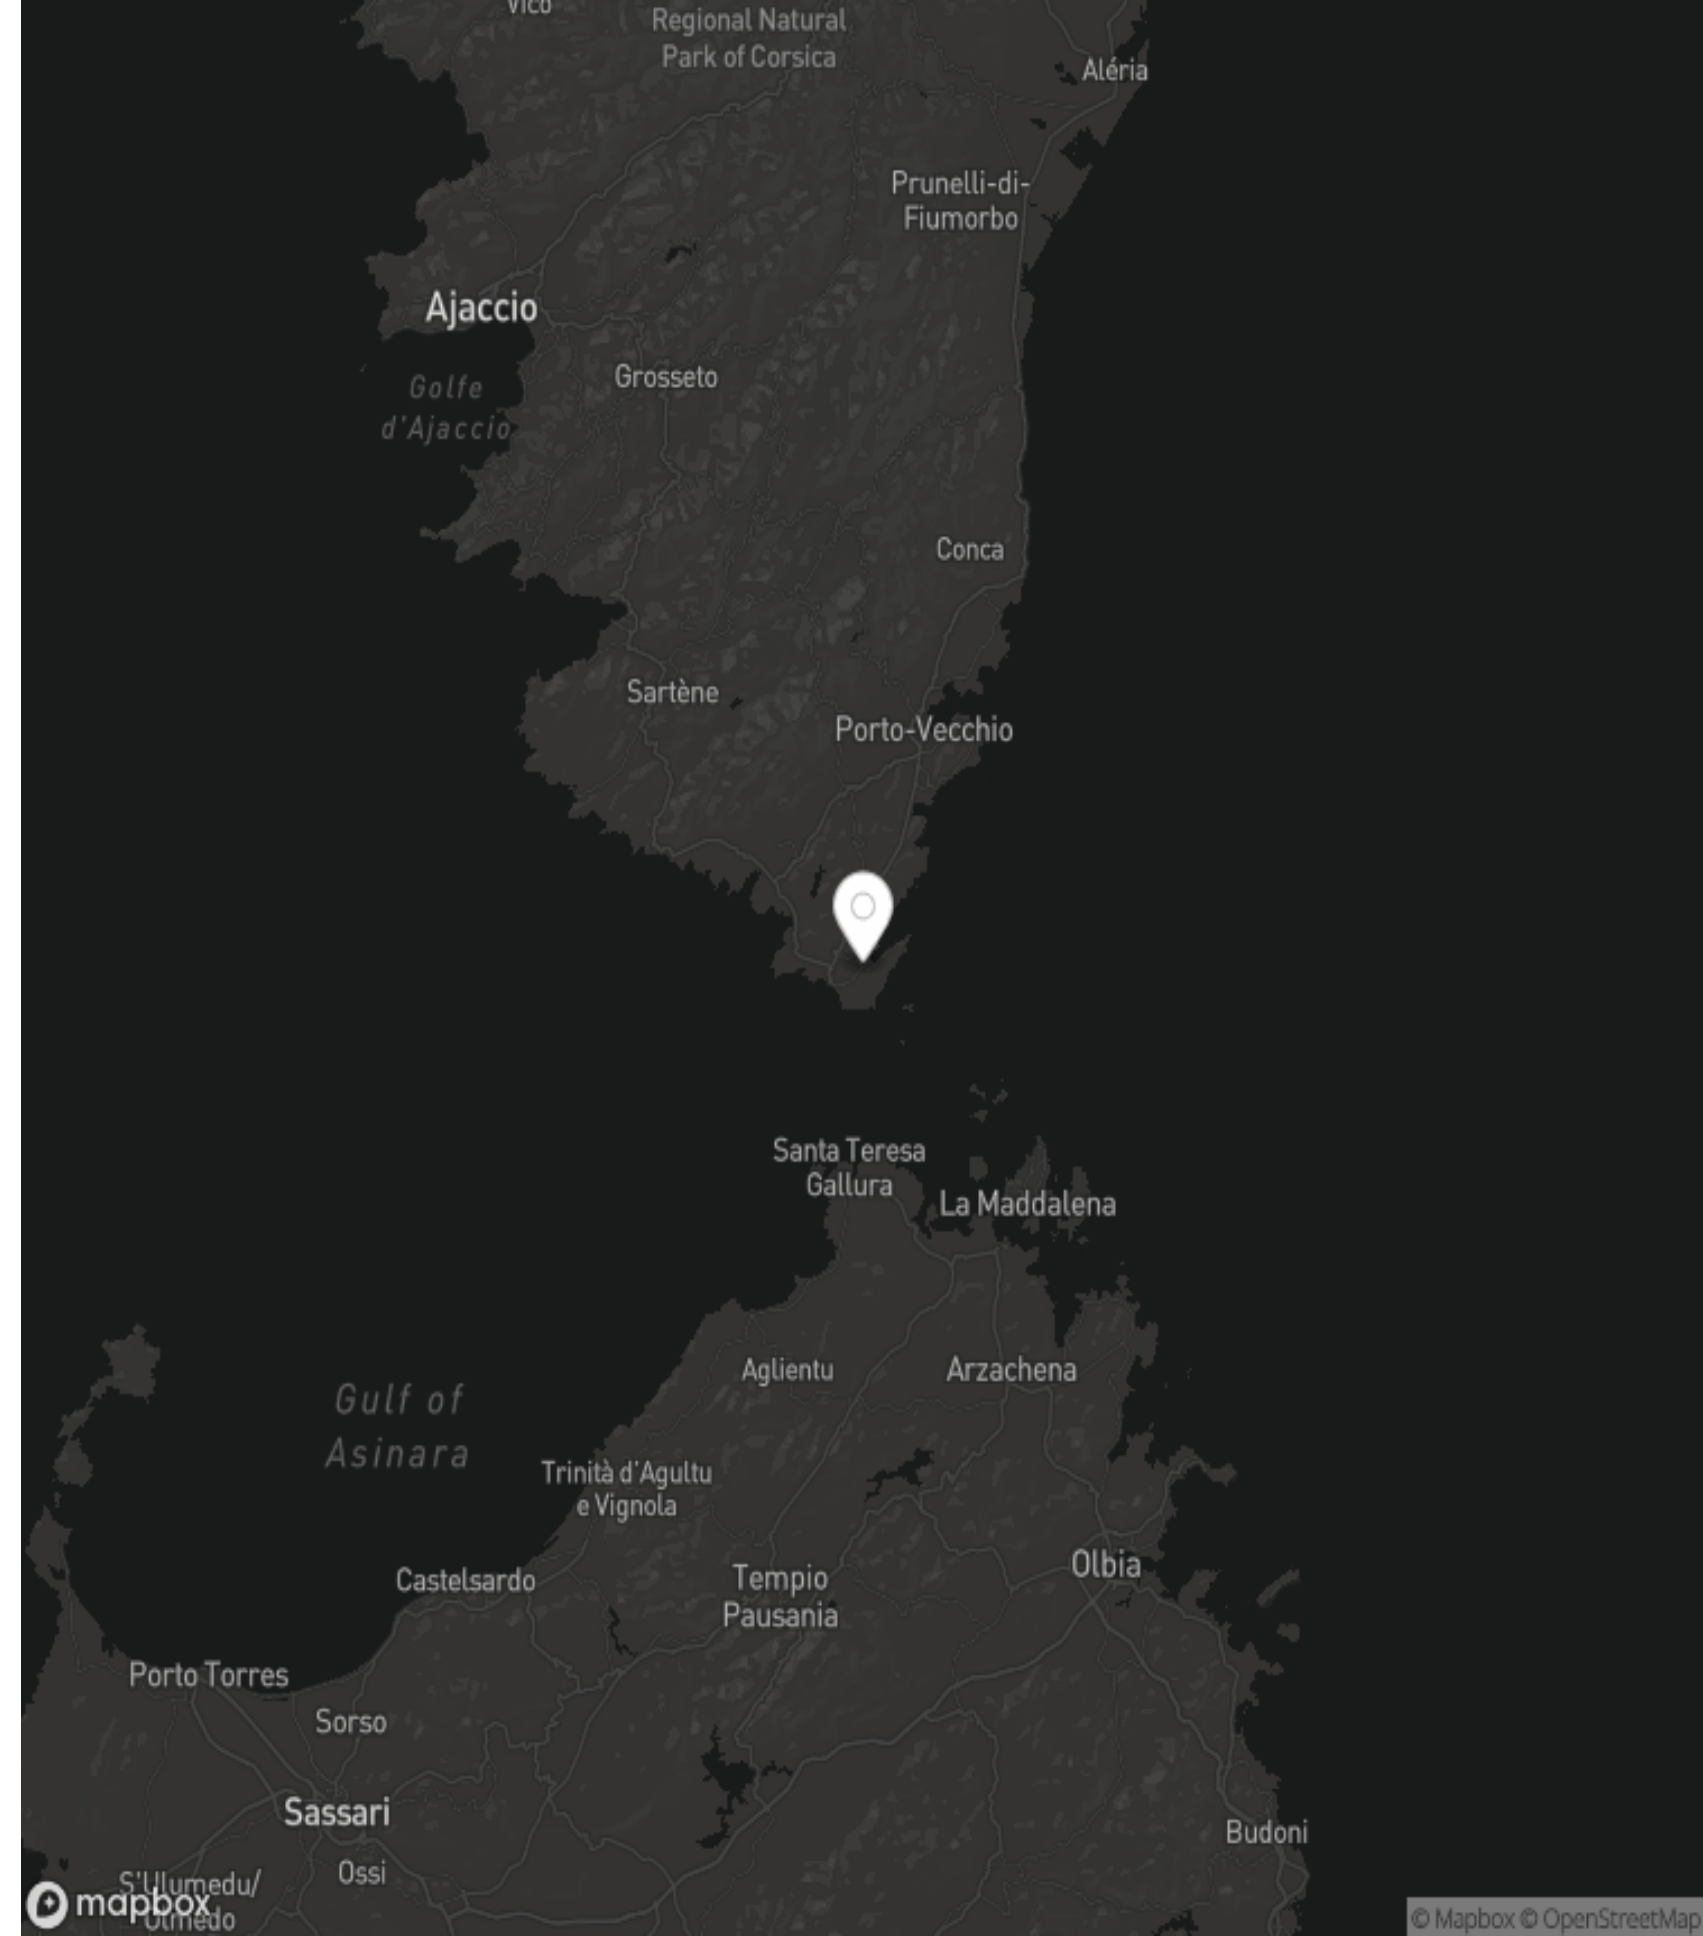 Vico
Regional Natural
Park of Corsica
Aléria
Prunelli-di-
Fiumorbo
Ajaccio
Grosseto
Golfe
d'Ajaccio
Conca
Sartène
Porto-Vecchio
Santa Teresa
Gallura
La Maddalena
Aglientu
Arzachena
Gulf of
Asinara
Trinità d'Agultu
e Vignola
Castelsardo
Tempio
Pausania
Olbia
Porto Torres
Sorso
Sassari
Budoni
Ossi
S'Ulumedu/
Olmedo
mapbox
© Mapbox © OpenStreetMap